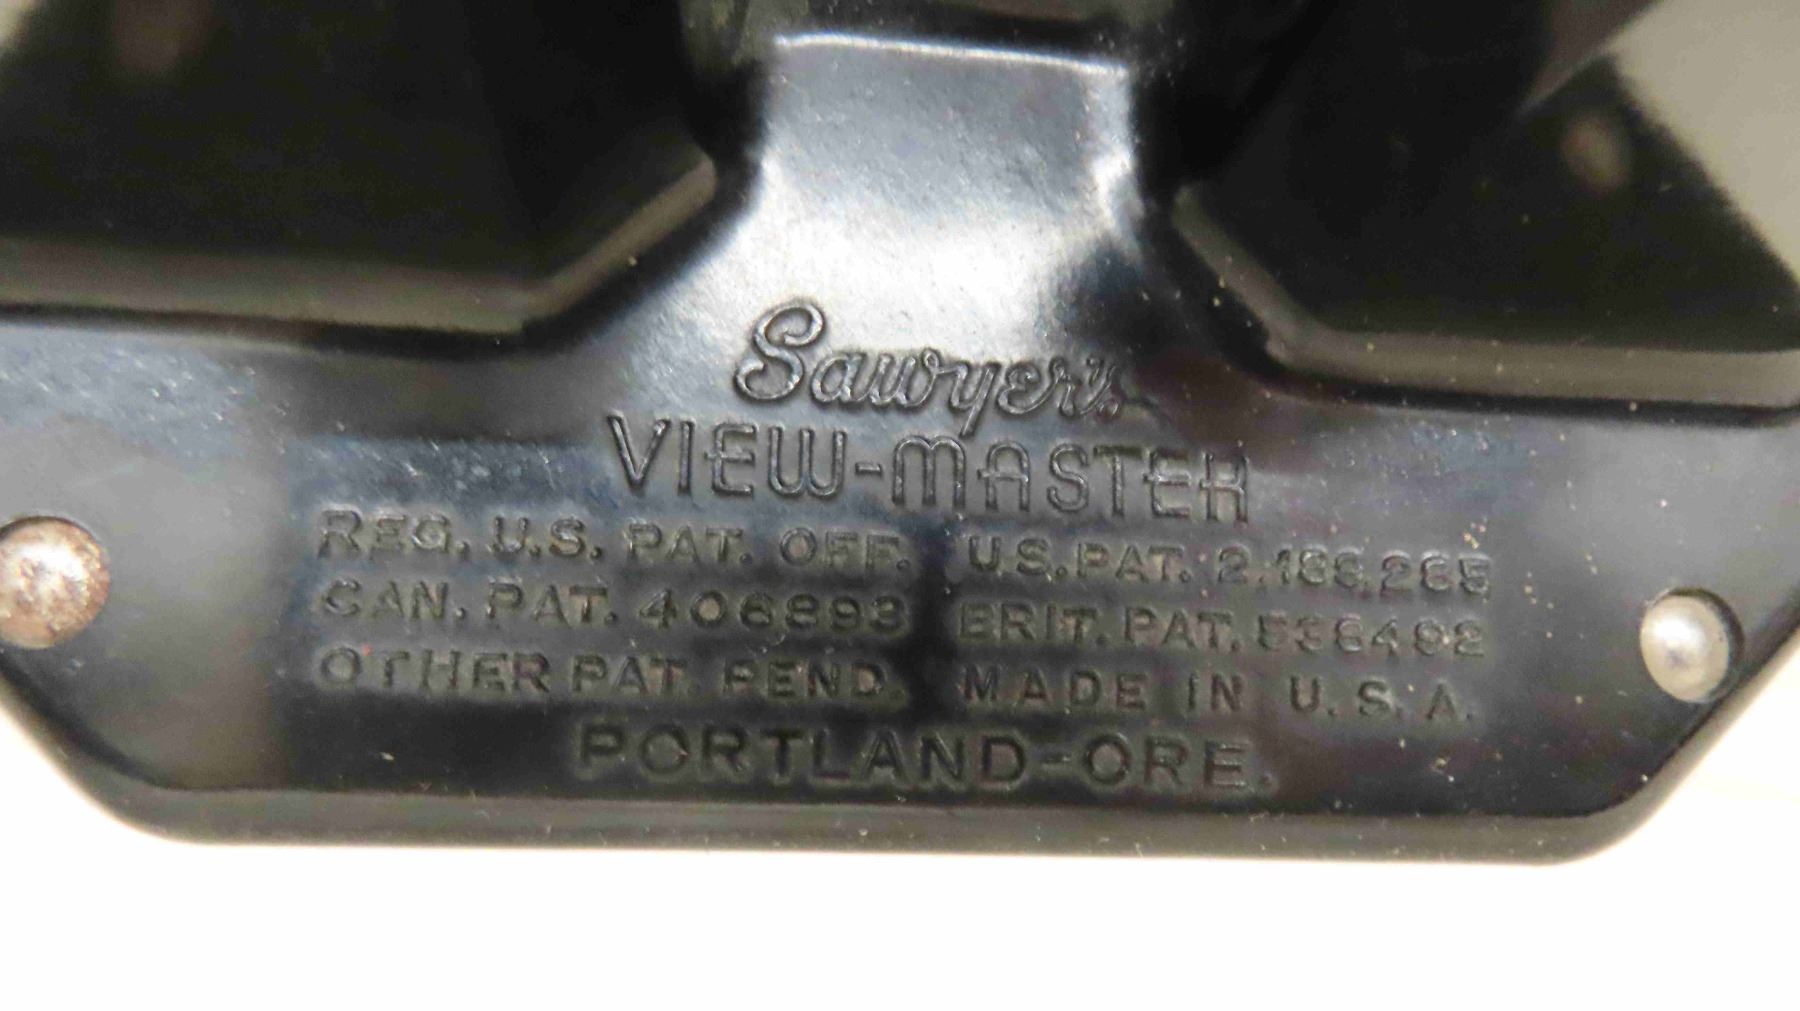 Sawyer's.
VIEW-MASTER
REG. U.S. PAT. OFF. U.S. PAT. 2,189,285
CAN. PAT. 406893 BRIT. PAT. 538492
OTHER PAT. PEND. MADE IN U.S.A.
PORTLAND-ORE.